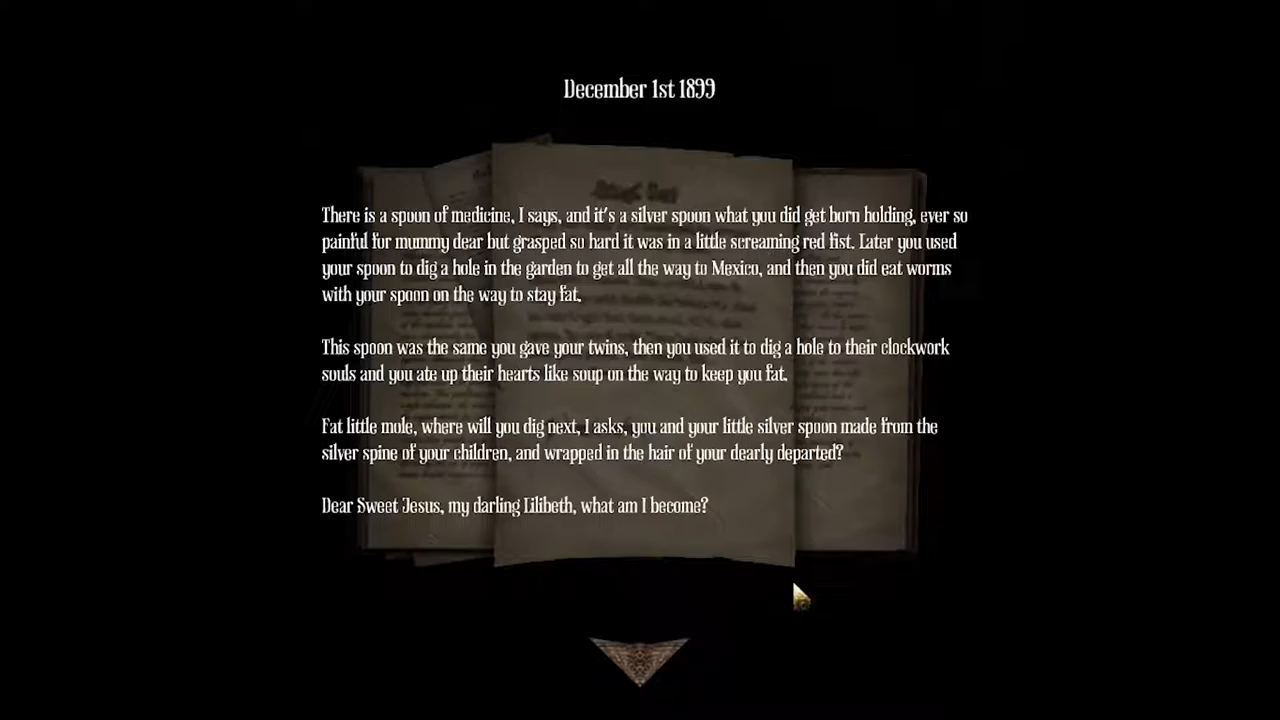 December 1st 1899
There is a spoon of medicine, I says, and it's a silver spoon what you did get born holding, ever so
painful for mummy dear but grasped so hard it was in a little screaming red fist. Later you used
your spoon to dig a hole in the garden to get all the way to Mexico, and then you did eat worms
with your spoon on the way to stay fat.
This spoon was the same you gave your twins, then you used it to dig a hole to their clockwork
souls and you ate up their hearts like soup on the way to keep you fat.
Fat little mole, where will you dig next, I asks, you and your little silver spoon made from the
silver spine of your children, and wrapped in the hair of your dearly departed?
Dear Sweet Jesus, my darling Lilibeth, what am I become?